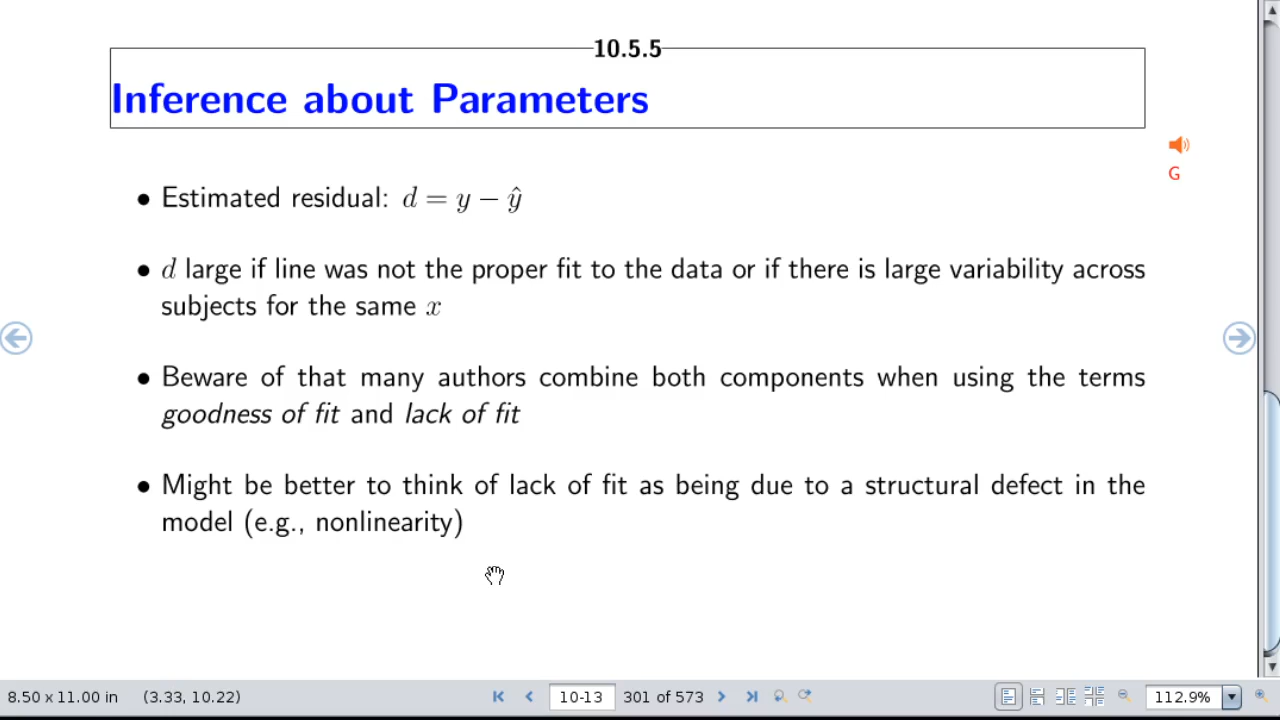 10.5.5
Inference about Parameters
G
• Estimated residual: d = y − ŷ
• d large if line was not the proper fit to the data or if there is large variability across
subjects for the same x
• Beware of that many authors combine both components when using the terms
goodness of fit and lack of fit
• Might be better to think of lack of fit as being due to a structural defect in the
model (e.g., nonlinearity)
8.50 x 11.00 in (3.33, 10.22) 10-13 301 of 573 112.9%